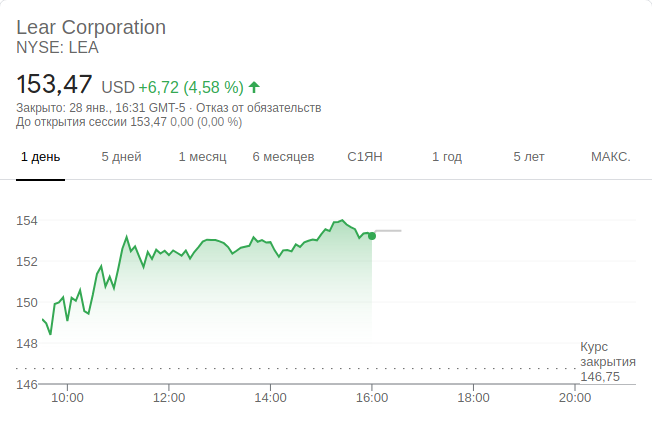 Lear Corporation
NYSE: LEA
153,47 USD +6,72 (4,58 %)
Закрыто: 28 янв., 16:31 GMT-5 · Отказ от обязательств
До открытия сессии 153,47 0,00 (0,00 %)
1 день 5 дней 1 месяц 6 месяцев С1ЯН 1 год 5 лет МАКС.
154
152
150
148
Курс
закрытия
146,75
146
10:00 12:00 14:00 16:00 18:00 20:00